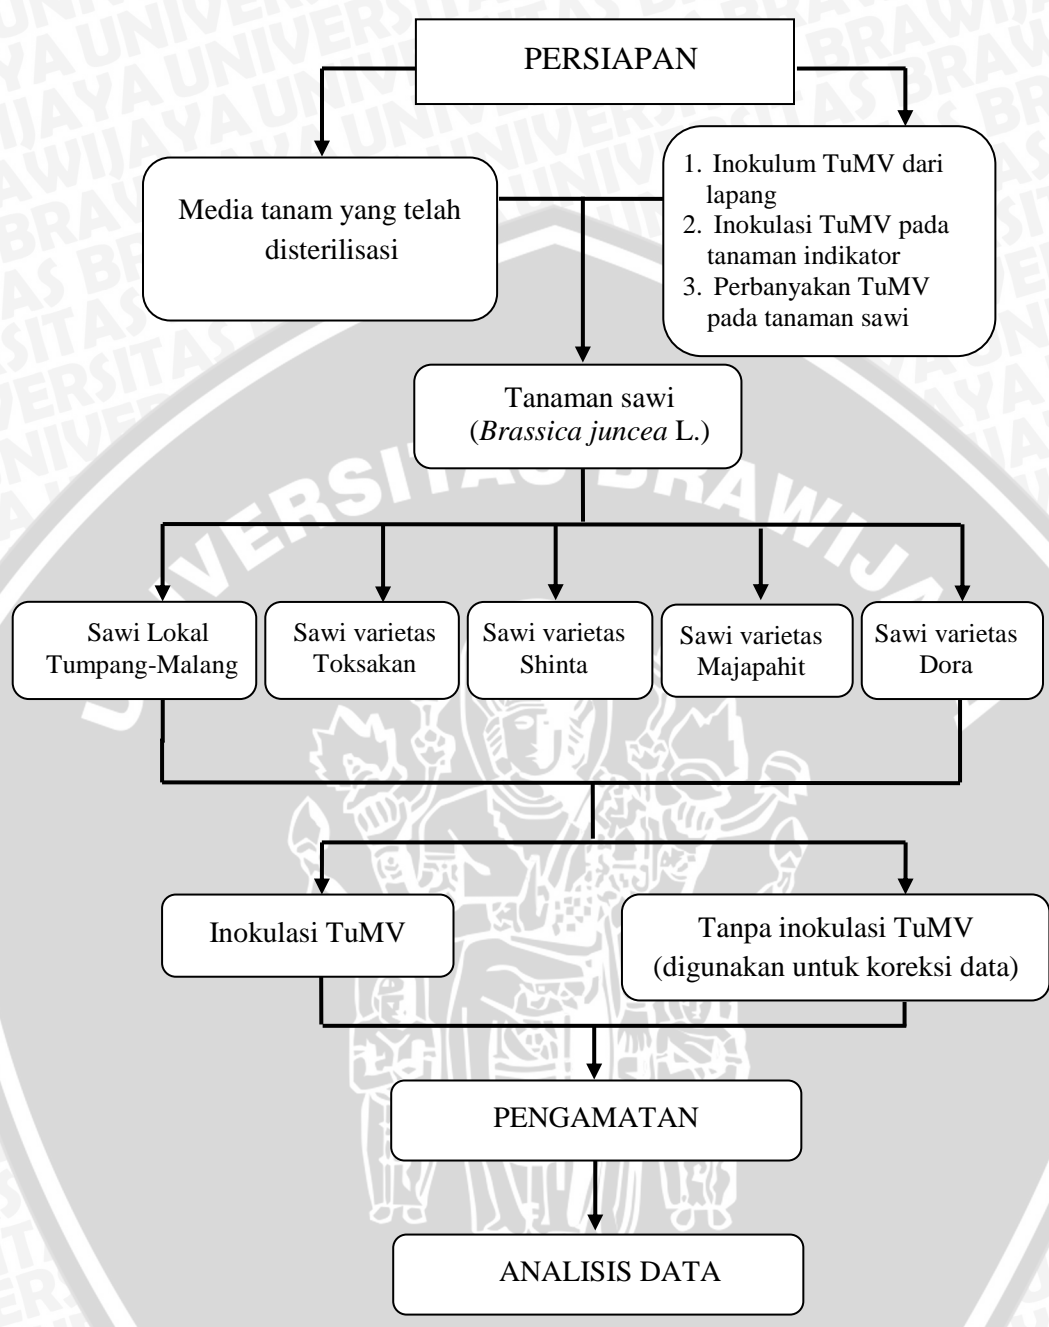 PERSIAPAN
Media tanam yang telah
disterilisasi
1. Inokulum TuMV dari
lapang
2. Inokulasi TuMV pada
tanaman indikator
3. Perbanyakan TuMV
pada tanaman sawi
Tanaman sawi
(Brassica juncea L.)
Sawi Lokal
Tumpang-Malang
Sawi varietas
Toksakan
Sawi varietas
Shinta
Sawi varietas
Majapahit
Sawi varietas
Dora
Inokulasi TuMV
Tanpa inokulasi TuMV
(digunakan untuk koreksi data)
PENGAMATAN
ANALISIS DATA
UNIVERSITAS BRAWIJAYA